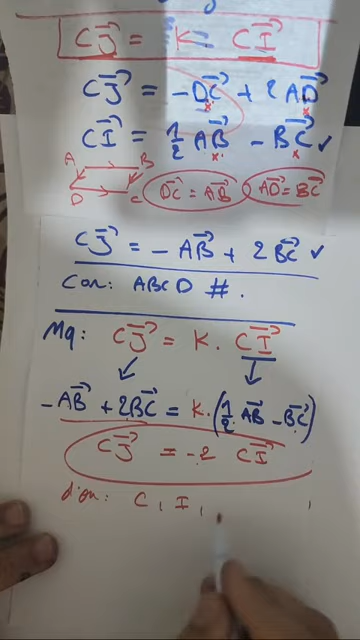 CJ = K CI
CJ = -DC + 2AD
CI = 1/2 AB - BC ✓
A B
D C
DC = AB AD = BC
CJ = -AB + 2BC ✓
Car: ABCD #.
Mq: CJ = K. CI
-AB + 2BC = K.(1/2 AB - BC)
CJ = -2 CI
C, I,